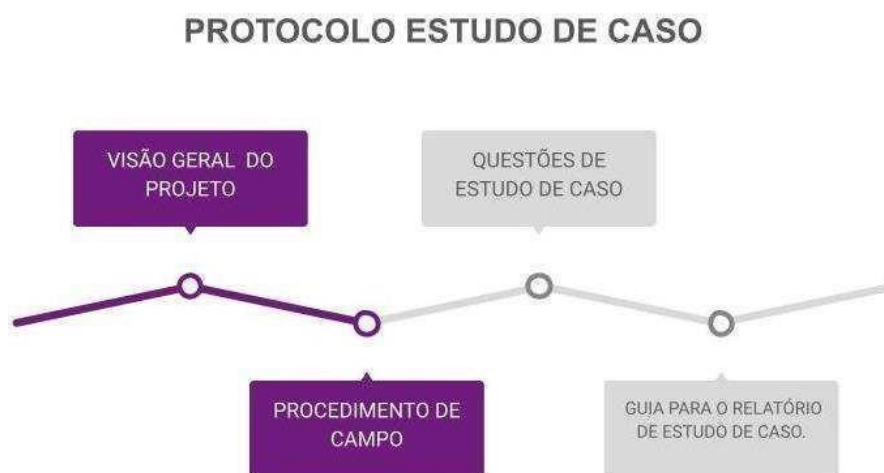 PROTOCOLO ESTUDO DE CASO
VISÃO GERAL DO
PROJETO
QUESTÕES DE
ESTUDO DE CASO
PROCEDIMENTO DE
CAMPO
GUIA PARA O RELATÓRIO
DE ESTUDO DE CASO.